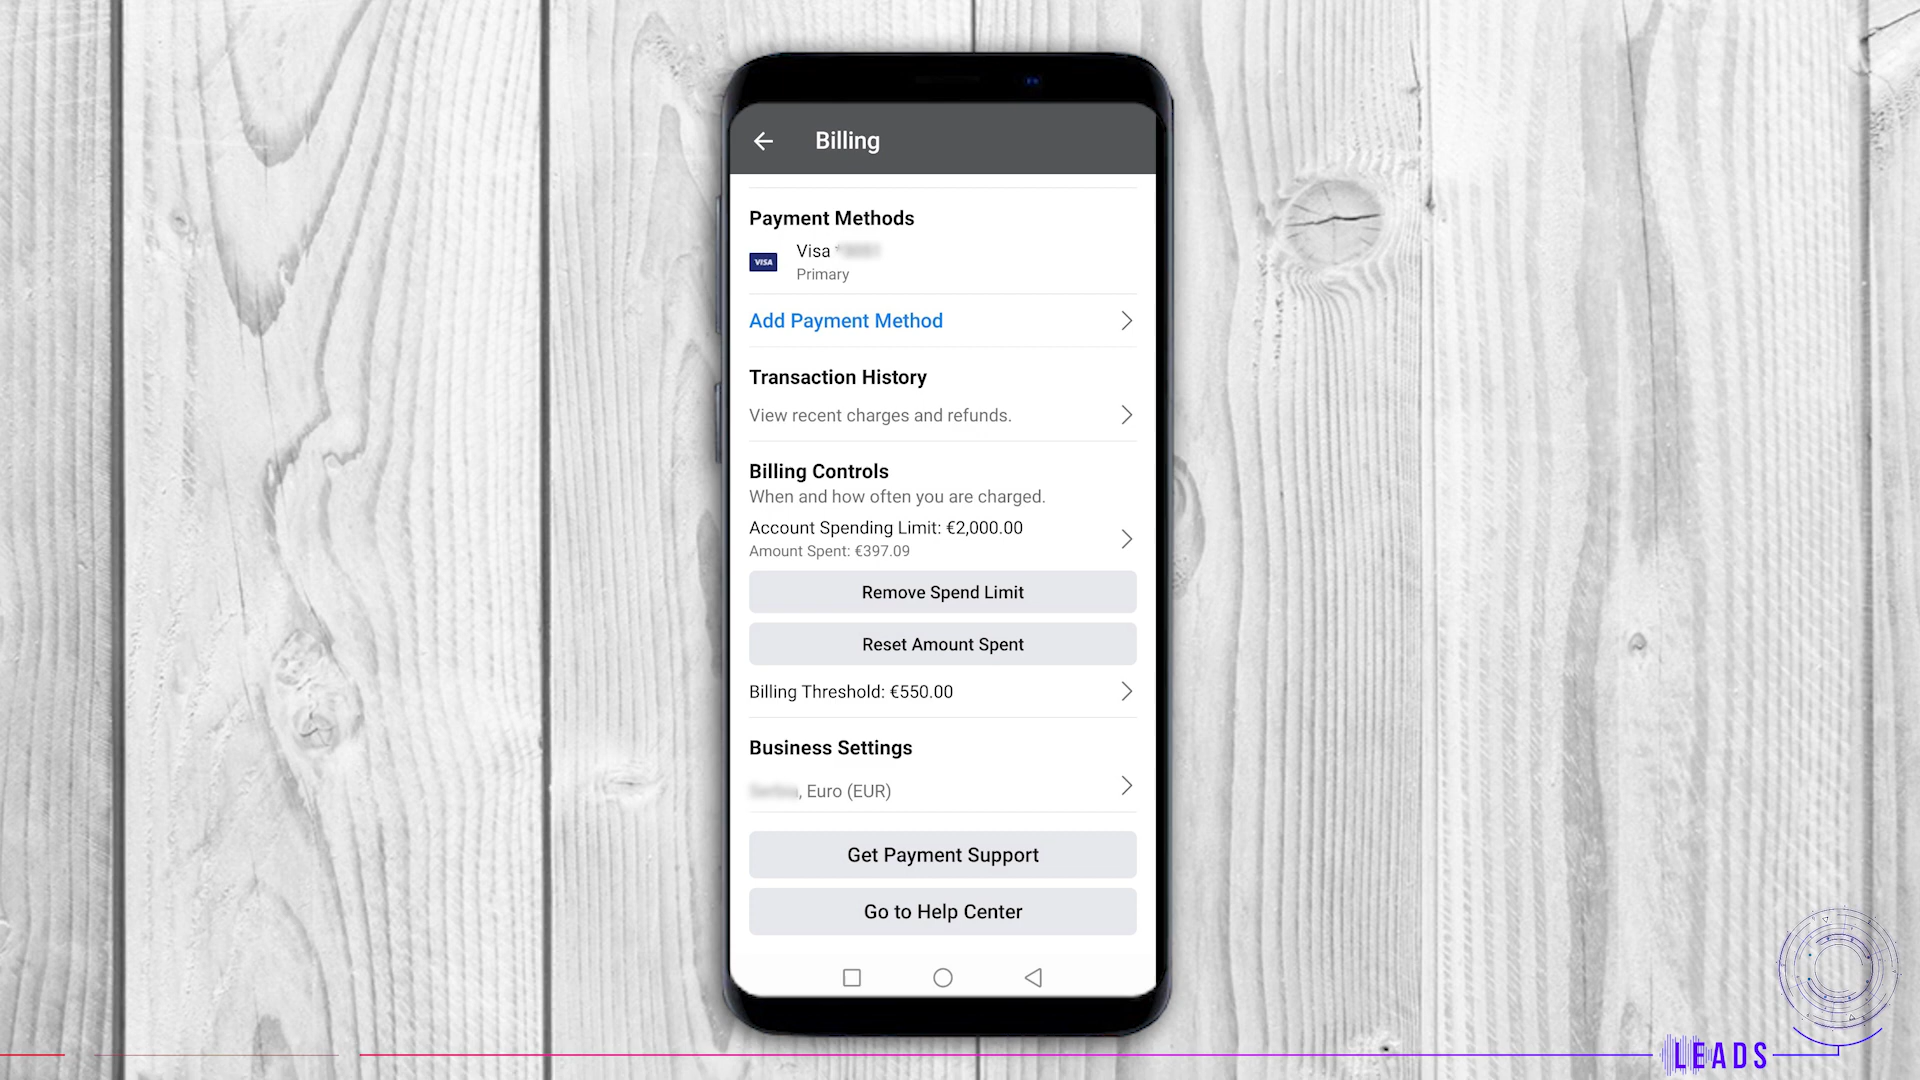 Billing
Payment Methods
VISA
Visa
Primary
Add Payment Method
Transaction History
View recent charges and refunds.
Billing Controls
When and how often you are charged.
Account Spending Limit: €2,000.00
Amount Spent: €397.09
Remove Spend Limit
Reset Amount Spent
Billing Threshold: €550.00
Business Settings
, Euro (EUR)
Get Payment Support
Go to Help Center
LEADS